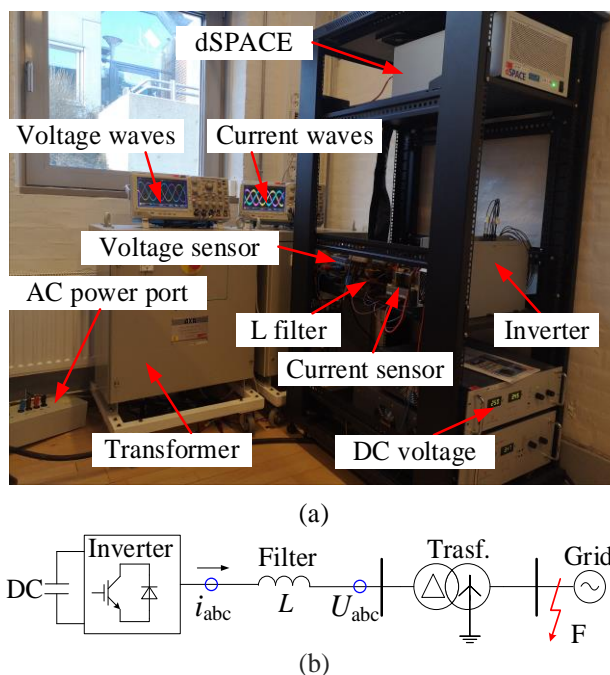 dSPACE
dSPACE
Voltage waves
Current waves
Voltage sensor
AC power port
L filter
Inverter
Current sensor
Transformer
DC voltage
(a)
Inverter
Filter
Trasf.
Grid
DC
i_abc
L
U_abc
F
(b)